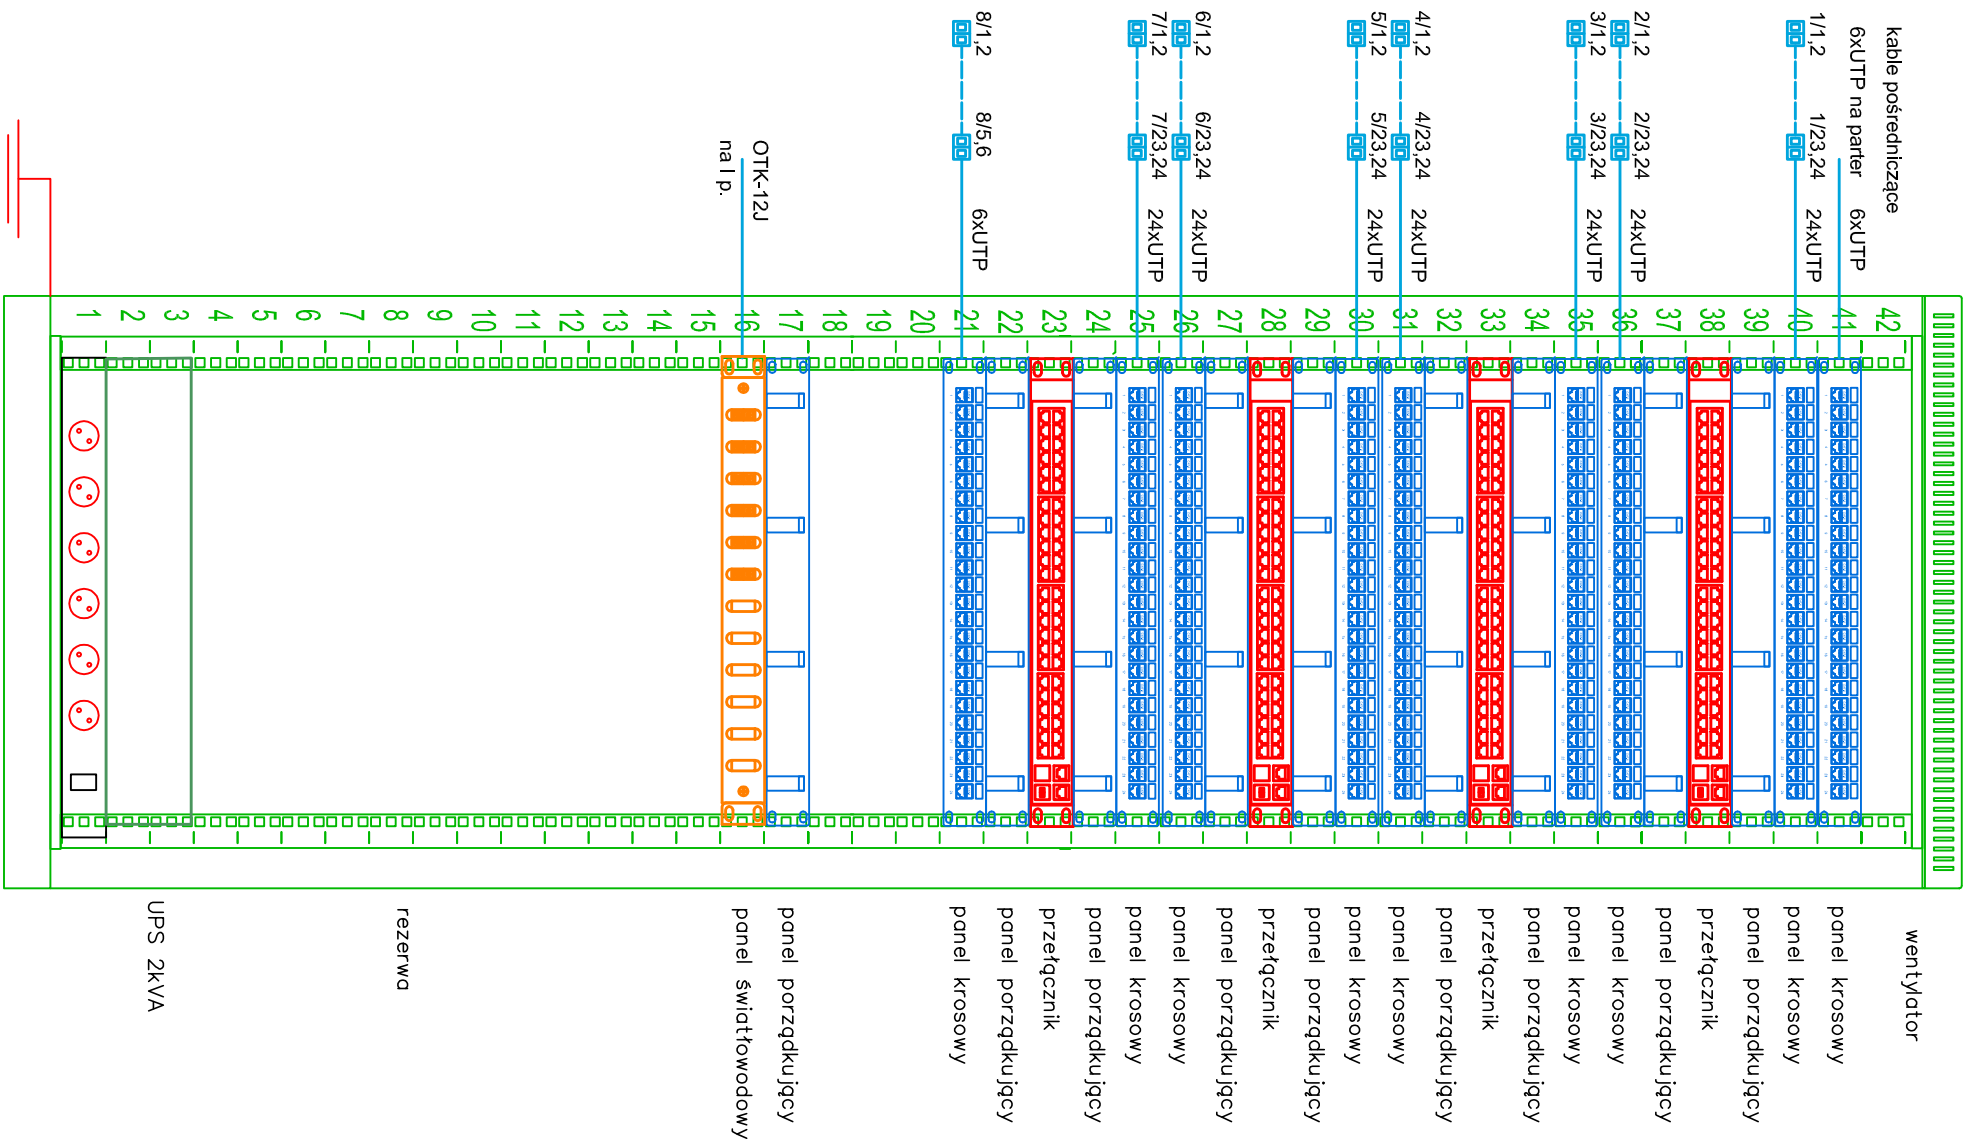 kable pośredniczące
6xUTP na parter
6xUTP
1/1,2
1/23,24
24xUTP
2/1,2
2/23,24
24xUTP
3/1,2
3/23,24
24xUTP
4/1,2
4/23,24
24xUTP
5/1,2
5/23,24
24xUTP
6/1,2
6/23,24
24xUTP
7/1,2
7/23,24
24xUTP
8/1,2
8/5,6
6xUTP
OTK-12J
na I p.
42
41
40
39
38
37
36
35
34
33
32
31
30
29
28
27
26
25
24
23
22
21
20
19
18
17
16
15
14
13
12
11
10
9
8
7
6
5
4
3
2
1
wentylator
panel krosowy
panel krosowy
panel porządkujący
przełącznik
panel porządkujący
panel krosowy
panel krosowy
panel porządkujący
przełącznik
panel porządkujący
panel krosowy
panel krosowy
panel porządkujący
przełącznik
panel porządkujący
panel krosowy
panel krosowy
panel porządkujący
przełącznik
panel porządkujący
panel krosowy
panel porządkujący
panel światłowodowy
rezerwa
UPS 2kVA